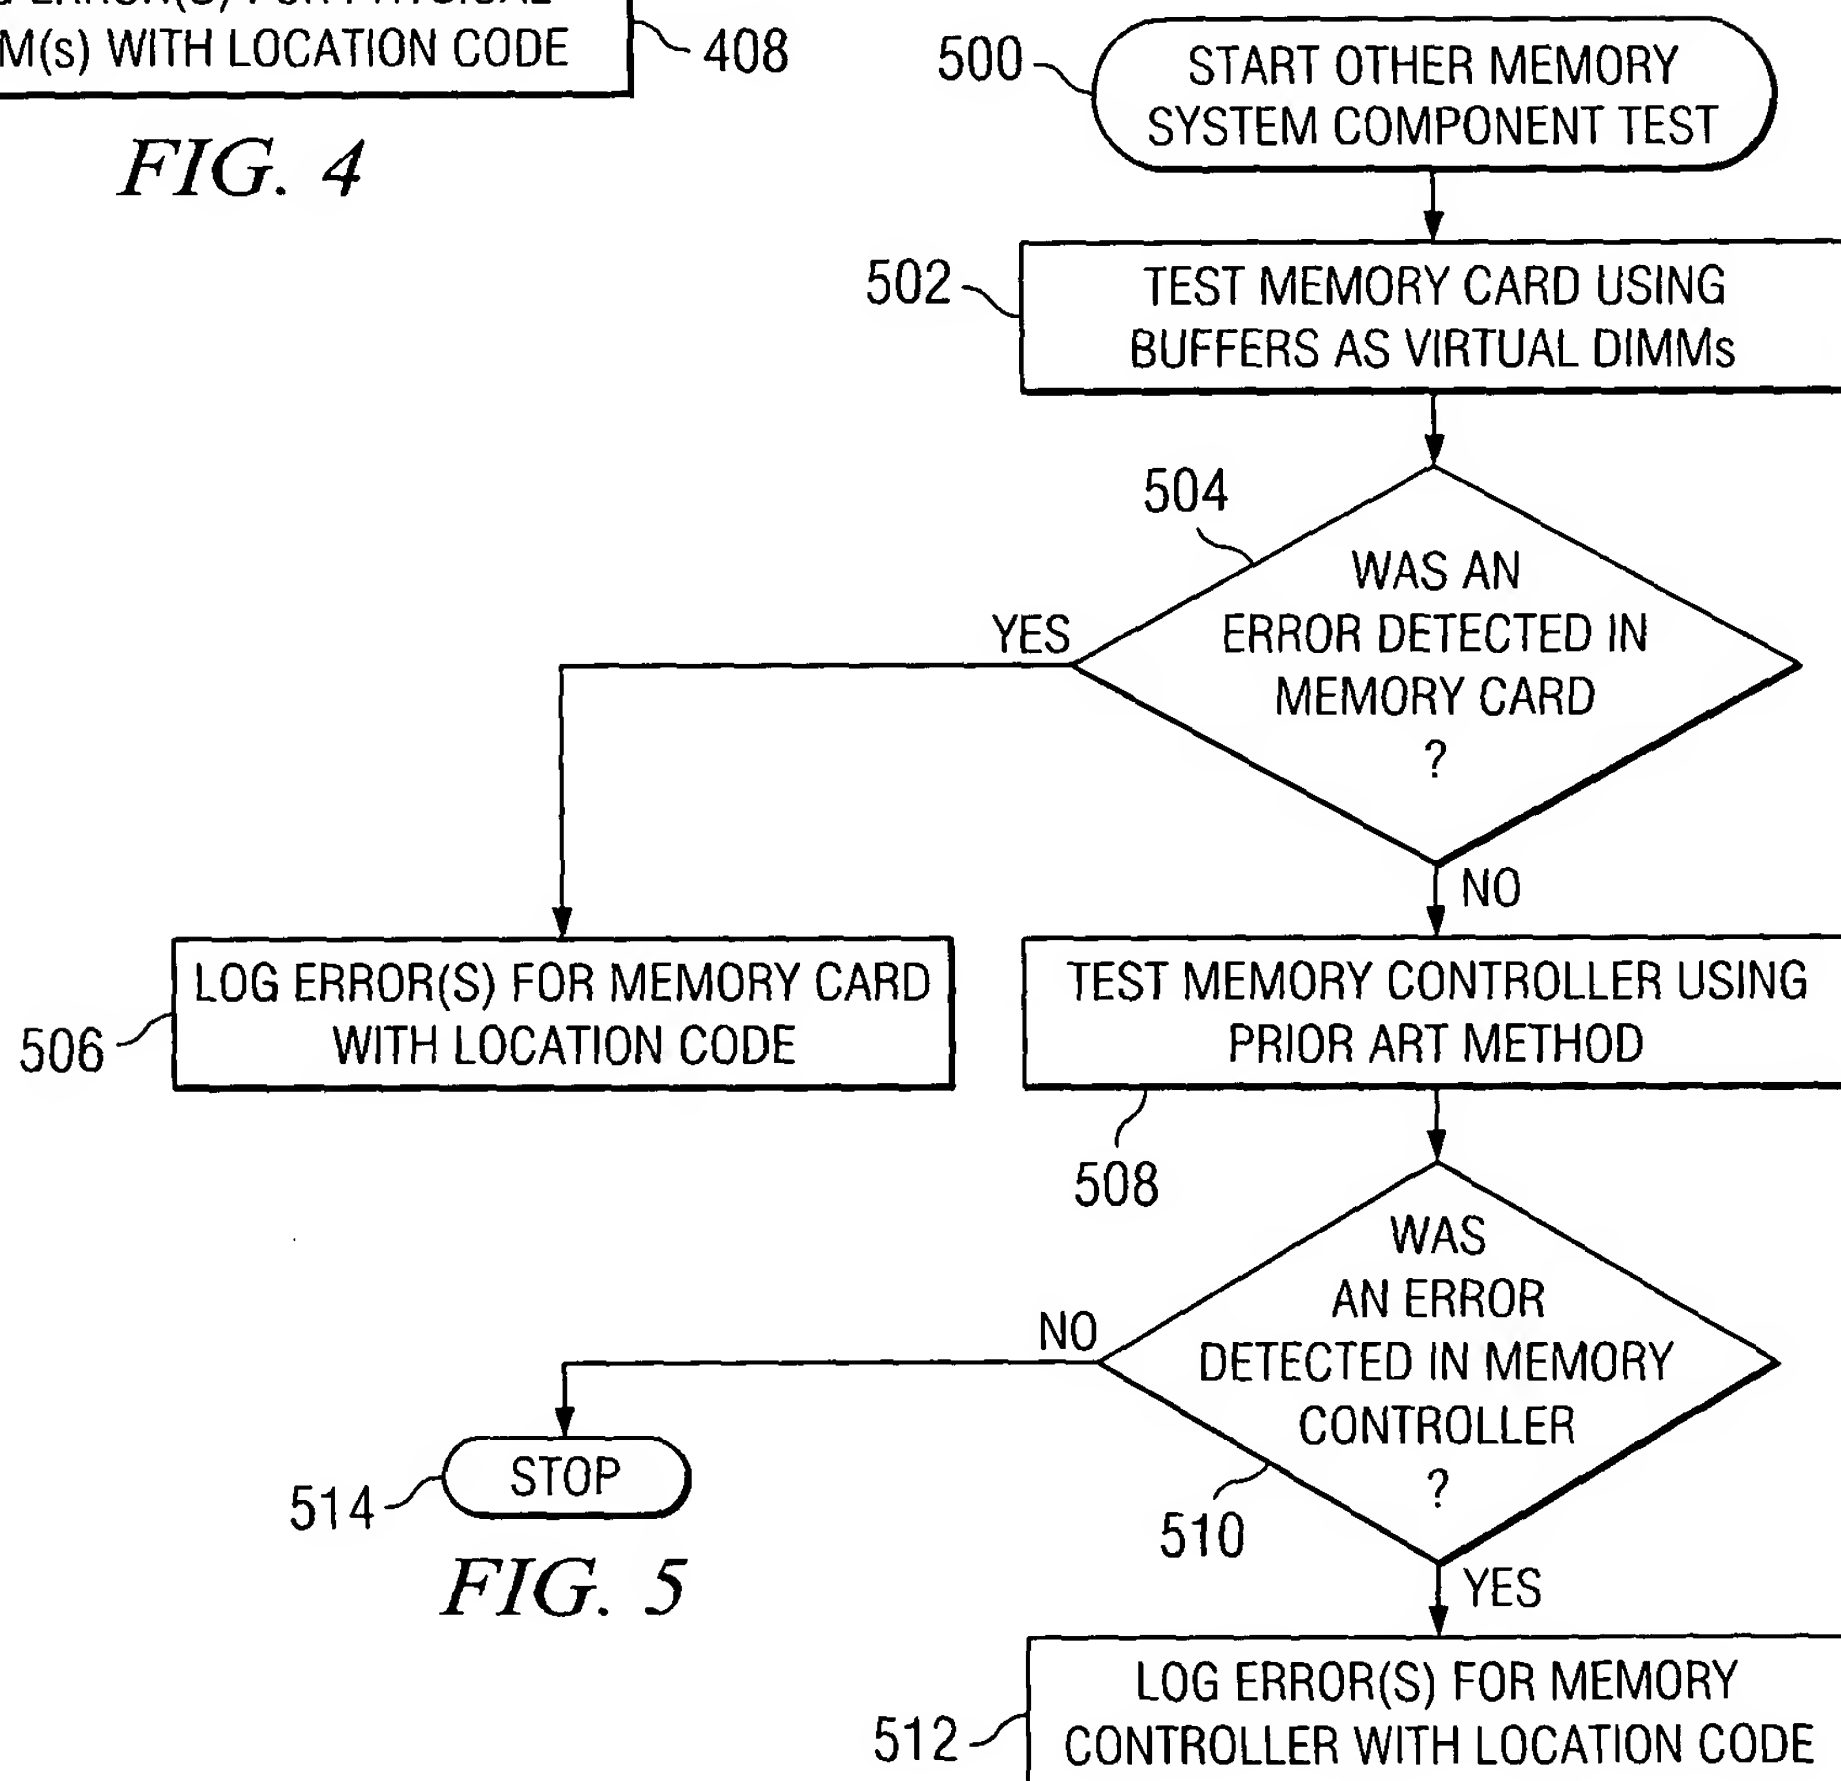 M(s) WITH LOCATION CODE
408
FIG. 4
500
START OTHER MEMORY
SYSTEM COMPONENT TEST
502
TEST MEMORY CARD USING
BUFFERS AS VIRTUAL DIMMs
504
WAS AN
ERROR DETECTED IN
MEMORY CARD
?
YES
NO
506
LOG ERROR(S) FOR MEMORY CARD
WITH LOCATION CODE
TEST MEMORY CONTROLLER USING
PRIOR ART METHOD
508
WAS
AN ERROR
DETECTED IN MEMORY
CONTROLLER
?
NO
510
514
STOP
FIG. 5
YES
512
LOG ERROR(S) FOR MEMORY
CONTROLLER WITH LOCATION CODE